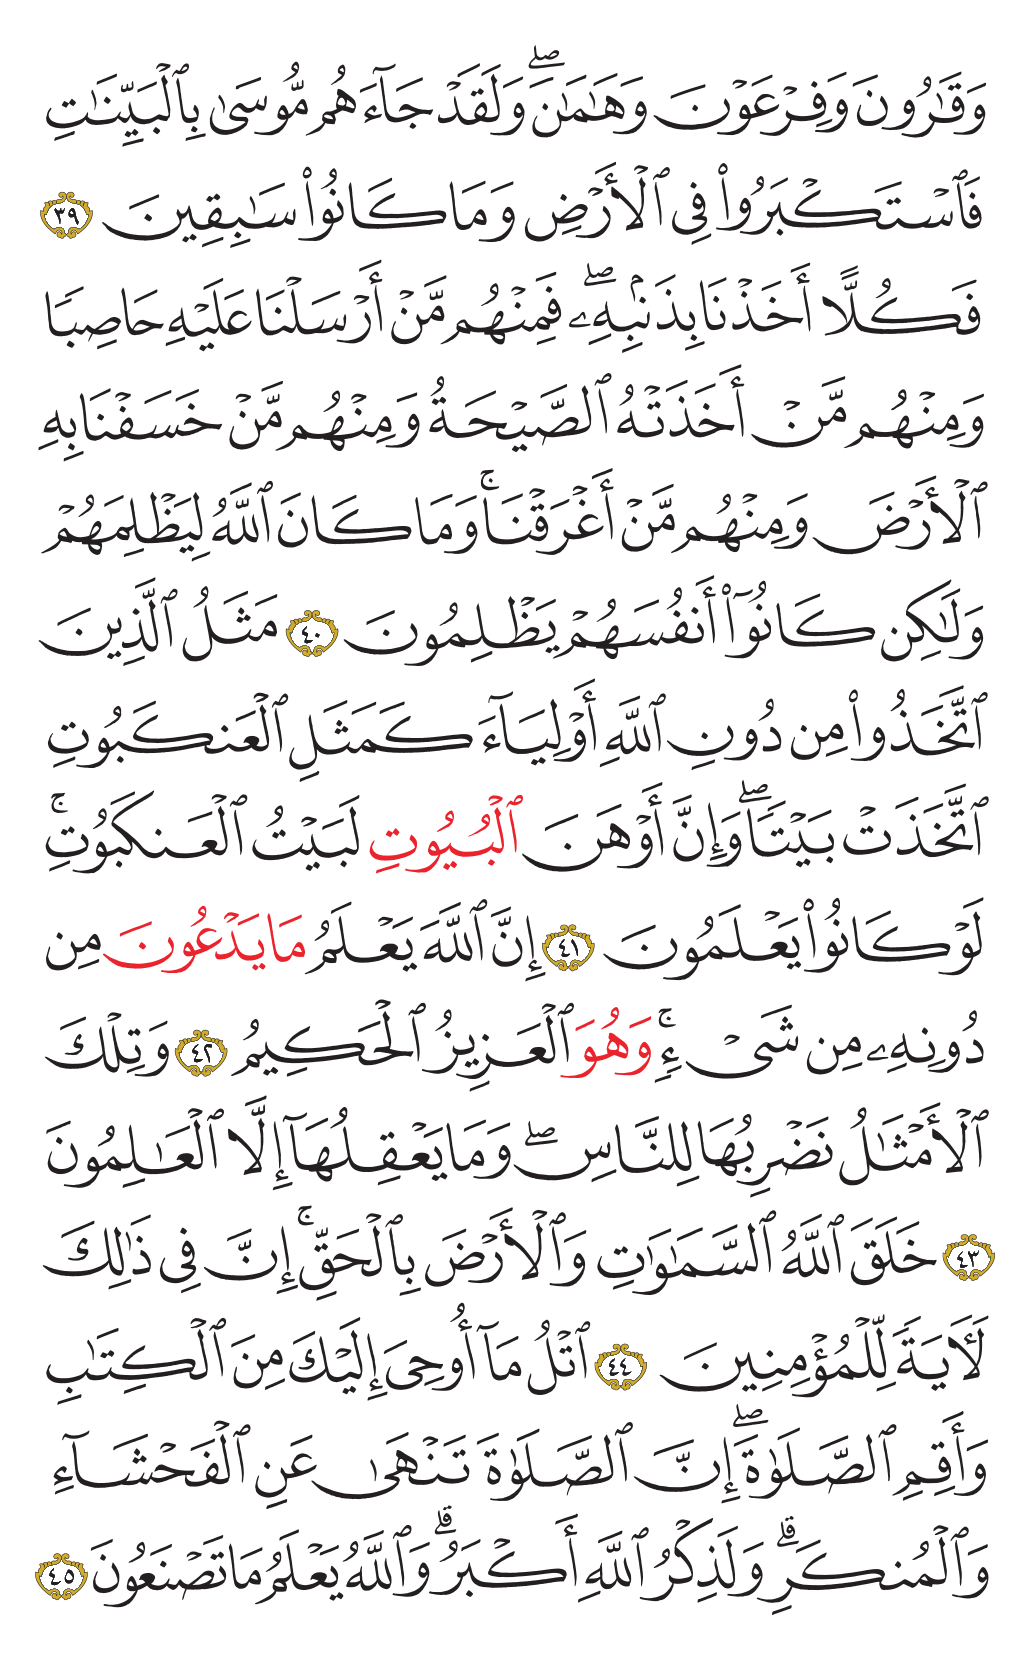 وَقَٰرُونَ وَفِرْعَوْنَ وَهَٰمَٰنَۖ وَلَقَدْ جَآءَهُم مُّوسَىٰ بِٱلْبَيِّنَٰتِ
فَٱسْتَكْبَرُوا۟ فِى ٱلْأَرْضِ وَمَا كَانُوا۟ سَٰبِقِينَ ٣٩
فَكُلًّا أَخَذْنَا بِذَنۢبِهِۦۖ فَمِنْهُم مَّنْ أَرْسَلْنَا عَلَيْهِ حَاصِبًا
وَمِنْهُم مَّنْ أَخَذَتْهُ ٱلصَّيْحَةُ وَمِنْهُم مَّنْ خَسَفْنَا بِهِ
ٱلْأَرْضَ وَمِنْهُم مَّنْ أَغْرَقْنَاۚ وَمَا كَانَ ٱللَّهُ لِيَظْلِمَهُمْ
وَلَٰكِن كَانُوٓا۟ أَنفُسَهُمْ يَظْلِمُونَ ٤٠ مَثَلُ ٱلَّذِينَ
ٱتَّخَذُوا۟ مِن دُونِ ٱللَّهِ أَوْلِيَآءَ كَمَثَلِ ٱلْعَنكَبُوتِ
ٱتَّخَذَتْ بَيْتًاۖ وَإِنَّ أَوْهَنَ ٱلْبُيُوتِ لَبَيْتُ ٱلْعَنكَبُوتِۚ
لَوْ كَانُوا۟ يَعْلَمُونَ ٤١ إِنَّ ٱللَّهَ يَعْلَمُ مَا يَدْعُونَ مِن
دُونِهِۦ مِن شَىْءٍۚ وَهُوَ ٱلْعَزِيزُ ٱلْحَكِيمُ ٤٢ وَتِلْكَ
ٱلْأَمْثَٰلُ نَضْرِبُهَا لِلنَّاسِۖ وَمَا يَعْقِلُهَآ إِلَّا ٱلْعَٰلِمُونَ
٤٣ خَلَقَ ٱللَّهُ ٱلسَّمَٰوَٰتِ وَٱلْأَرْضَ بِٱلْحَقِّۚ إِنَّ فِى ذَٰلِكَ
لَءَايَةً لِّلْمُؤْمِنِينَ ٤٤ ٱتْلُ مَآ أُوحِىَ إِلَيْكَ مِنَ ٱلْكِتَٰبِ
وَأَقِمِ ٱلصَّلَوٰةَۖ إِنَّ ٱلصَّلَوٰةَ تَنْهَىٰ عَنِ ٱلْفَحْشَآءِ
وَٱلْمُنكَرِۗ وَلَذِكْرُ ٱللَّهِ أَكْبَرُۗ وَٱللَّهُ يَعْلَمُ مَا تَصْنَعُونَ ٤٥